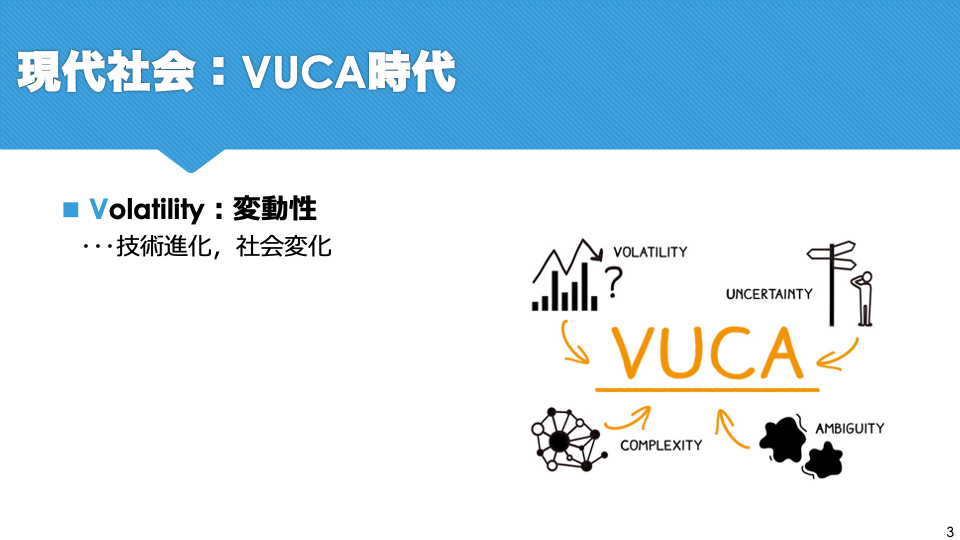 現代社会：VUCA時代
Volatility：変動性
･･･技術進化，社会変化
VOLATILITY
?
UNCERTAINTY
VUCA
COMPLEXITY
AMBIGUITY
3